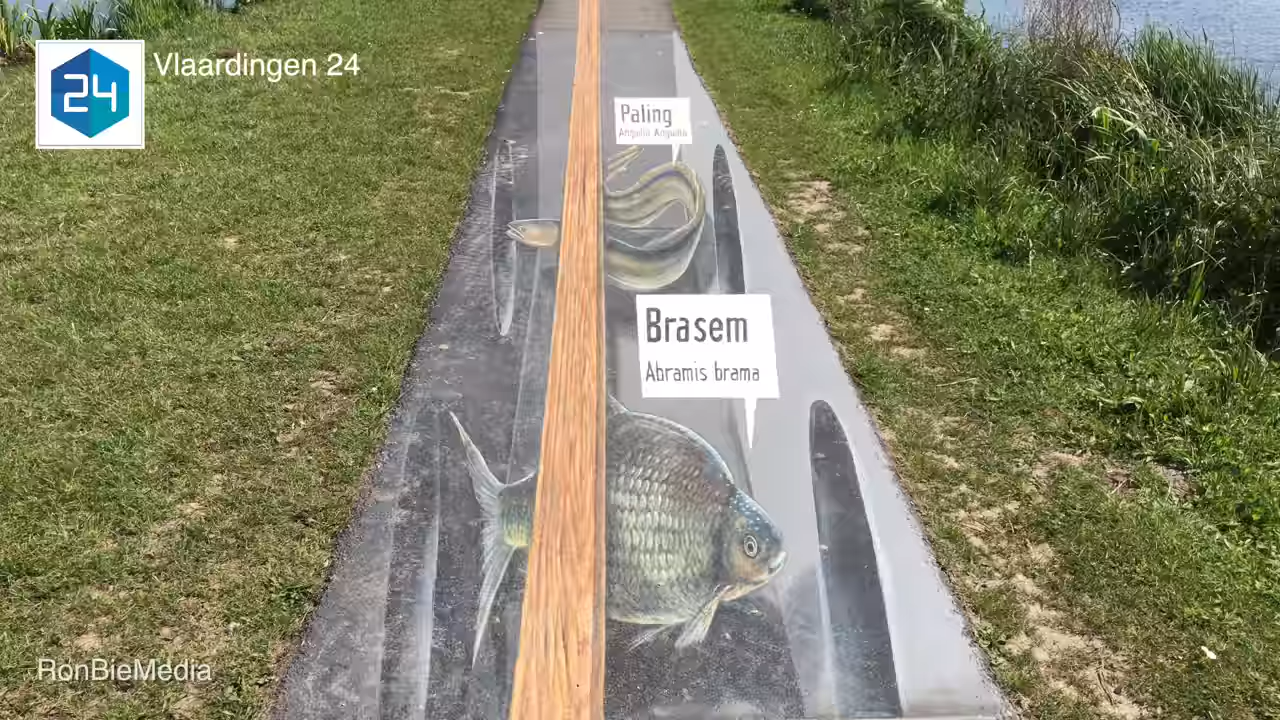 24
Vlaardingen 24
Paling
Anguilla Anguilla
Brasem
Abramis brama
RonBieMedia